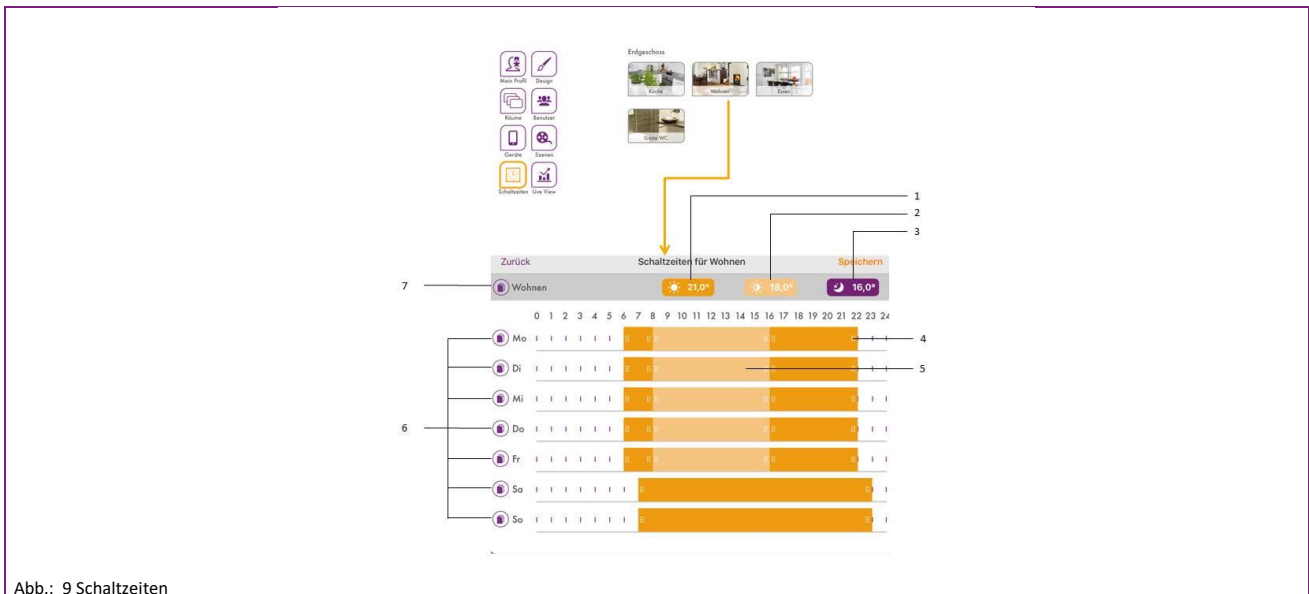 Erdgeschoss
Mein Profil Design
Küche Wohnen Essen
Räume Benutzer
Gäste WC
Geräte Szenen
Schaltzeiten Live View
1
2
3
Zurück Schaltzeiten für Wohnen Speichern
7 Wohnen 21,0° 18,0° 16,0°
0 1 2 3 4 5 6 7 8 9 10 11 12 13 14 15 16 17 18 19 20 21 22 23 24
Mo 4
Di 5
Mi
6 Do
Fr
Sa
So
Abb.: 9 Schaltzeiten